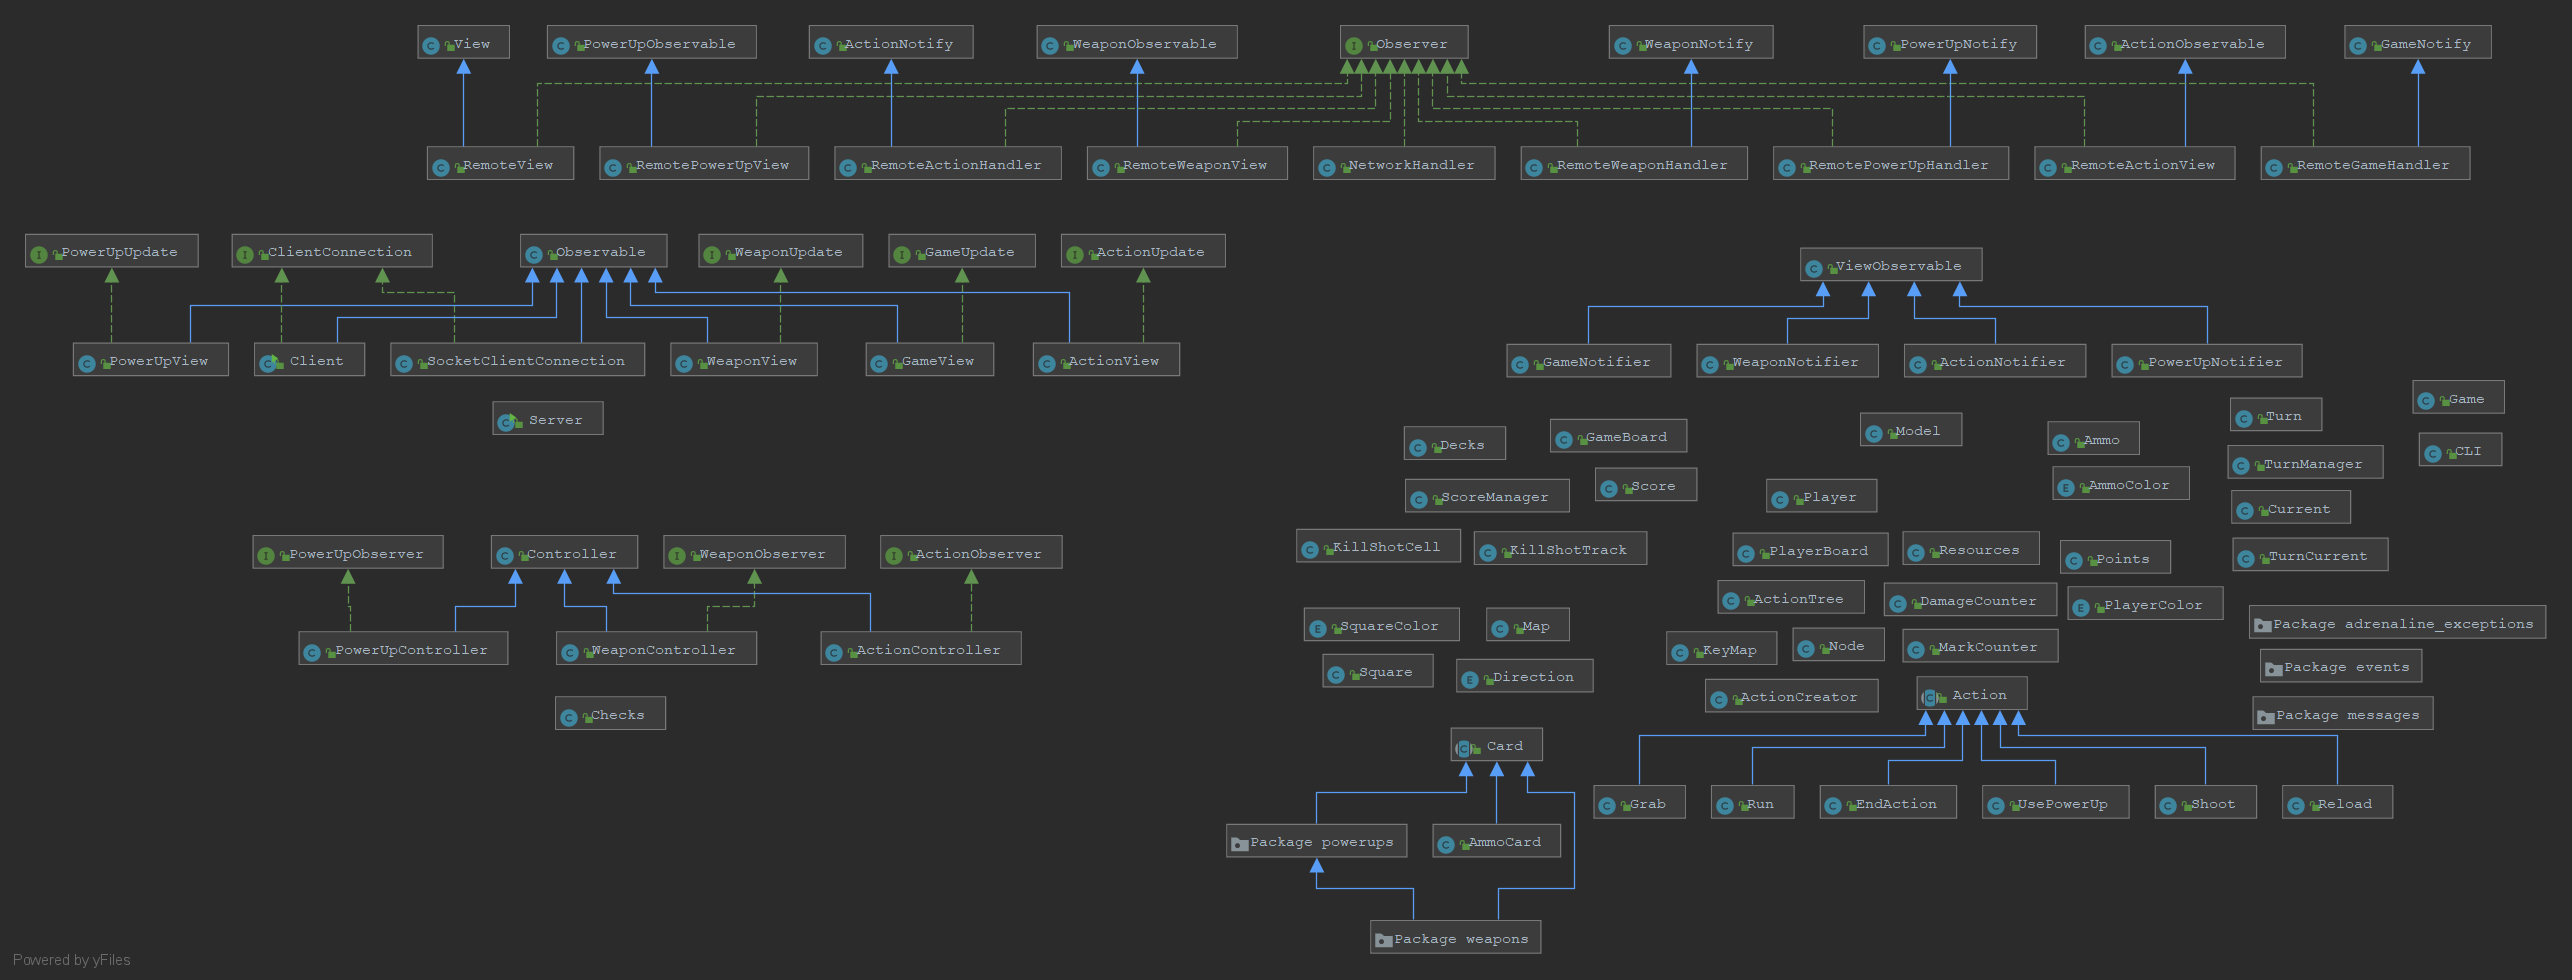 View
PowerUpObservable
ActionNotify
WeaponObservable
Observer
WeaponNotify
PowerUpNotify
ActionObservable
GameNotify
RemoteView
RemotePowerUpView
RemoteActionHandler
RemoteWeaponView
NetworkHandler
RemoteWeaponHandler
RemotePowerUpHandler
RemoteActionView
RemoteGameHandler
PowerUpUpdate
ClientConnection
Observable
WeaponUpdate
GameUpdate
ActionUpdate
ViewObservable
PowerUpView
Client
SocketClientConnection
WeaponView
GameView
ActionView
GameNotifier
WeaponNotifier
ActionNotifier
PowerUpNotifier
Server
Game
Turn
Decks
GameBoard
Model
Ammo
CLI
TurnManager
ScoreManager
Score
Player
AmmoColor
Current
KillShotCell
KillShotTrack
PlayerBoard
Resources
Points
TurnCurrent
PowerUpObserver
Controller
WeaponObserver
ActionObserver
ActionTree
DamageCounter
PlayerColor
SquareColor
Map
Package adrenaline_exceptions
PowerUpController
WeaponController
ActionController
KeyMap
Node
MarkCounter
Package events
Square
Direction
ActionCreator
Action
Checks
Package messages
Card
Grab
Run
EndAction
UsePowerUp
Shoot
Reload
Package powerups
AmmoCard
Package weapons
Powered by yFiles